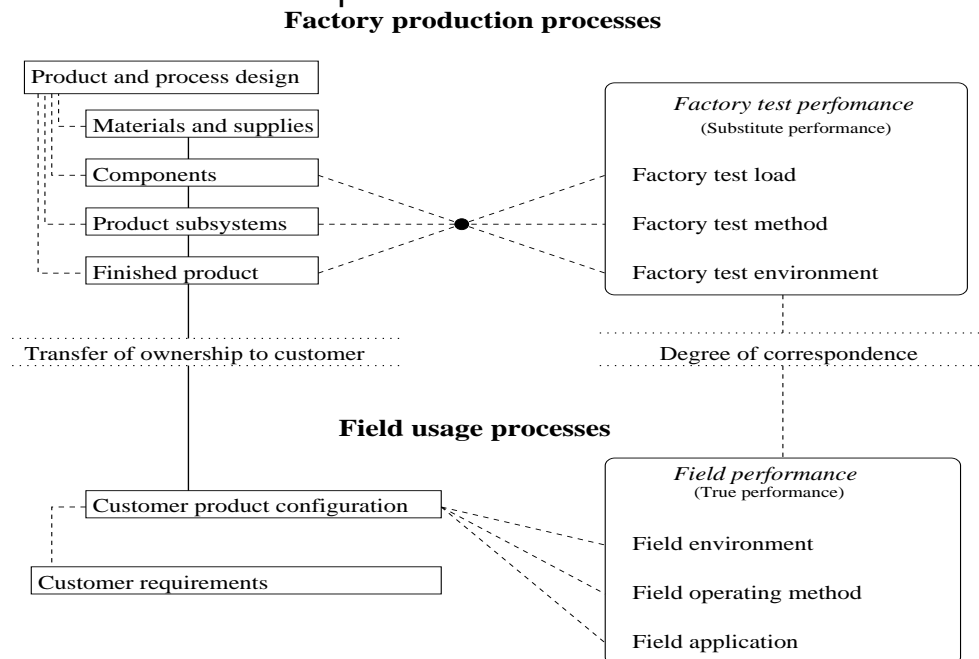 Factory production processes
Product and process design
Materials and supplies
Components
Product subsystems
Finished product
Factory test perfomance
(Substitute performance)
Factory test load
Factory test method
Factory test environment
Transfer of ownership to customer
Degree of correspondence
Field usage processes
Customer product configuration
Customer requirements
Field performance
(True performance)
Field environment
Field operating method
Field application